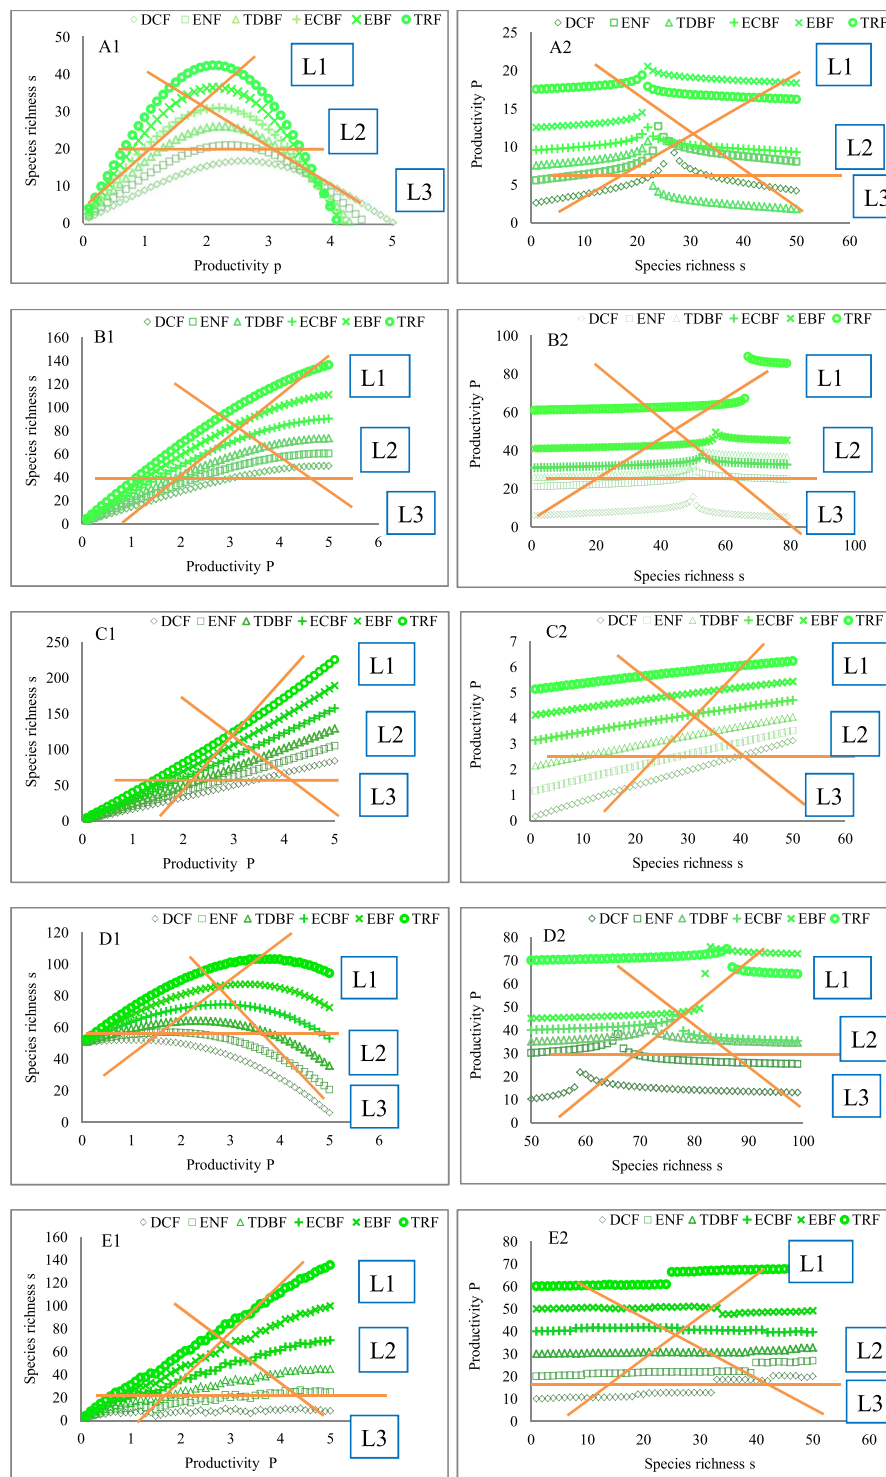 DCF ENF TDBF ECBF EBF TRF
A1
L1
L2
L3
Species richness s
50
40
30
20
10
0
0 1 2 3 4 5
Productivity p
DCF ENF TDBF ECBF EBF TRF
A2
L1
L2
L3
Productivity P
25
20
15
10
5
0
0 20 40 60
Species richness s
DCF ENF TDBF ECBF EBF TRF
B1
L1
L2
L3
Species richness s
160
140
120
100
80
60
40
20
0
0 1 2 3 4 5 6
Productivity P
DCF ENF TDBF ECBF EBF TRF
B2
L1
L2
L3
Productivity P
100
80
60
40
20
0
0 20 40 60 80 100
Species richness s
DCF ENF TDBF ECBF EBF TRF
C1
L1
L2
L3
Species richness s
250
200
150
100
50
0
0 1 2 3 4 5
Productivity P
DCF ENF TDBF ECBF EBF TRF
C2
L1
L2
L3
Productivity P
7
6
5
4
3
2
1
0
0 20 40 60
Species richness s
DCF ENF TDBF ECBF EBF TRF
D1
L1
L2
L3
Species richness s
120
100
80
60
40
20
0
0 1 2 3 4 5 6
Productivity P
DCF ENF TDBF ECBF EBF TRF
D2
L1
L2
L3
Productivity P
80
70
60
50
40
30
20
10
0
50 60 70 80 90 100
Species richness s
DCF ENF TDBF ECBF EBF TRF
E1
L1
L2
L3
Species richness s
160
140
120
100
80
60
40
20
0
0 1 2 3 4 5
Productivity P
DCF ENF TDBF ECBF EBF TRF
E2
L1
L2
L3
Productivity P
80
70
60
50
40
30
20
10
0
0 10 20 30 40 50 60
Species richness s